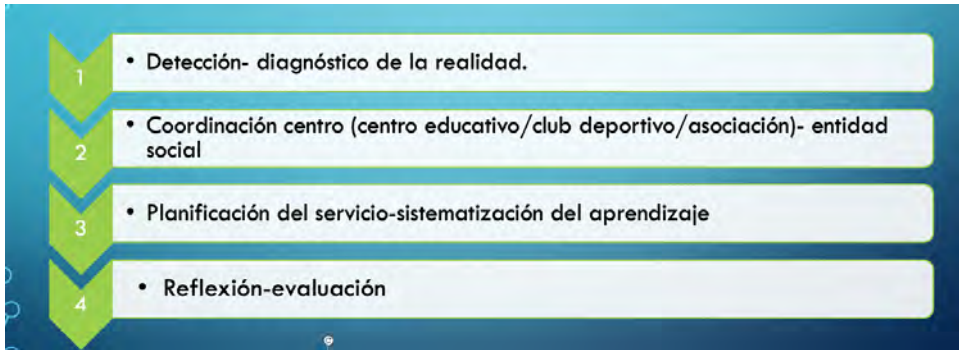 1
• Detección- diagnóstico de la realidad.
2
• Coordinación centro (centro educativo/club deportivo/asociación)- entidad
social
3
• Planificación del servicio-sistematización del aprendizaje
4
• Reflexión-evaluación